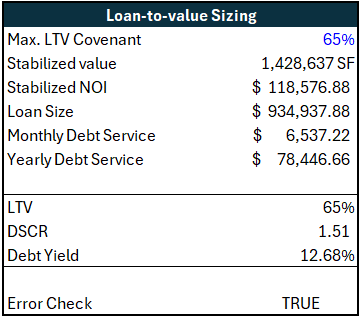 Loan-to-value Sizing
Max. LTV Covenant 65%
Stabilized value 1,428,637 SF
Stabilized NOI $ 118,576.88
Loan Size $ 934,937.88
Monthly Debt Service $ 6,537.22
Yearly Debt Service $ 78,446.66
LTV 65%
DSCR 1.51
Debt Yield 12.68%
Error Check TRUE